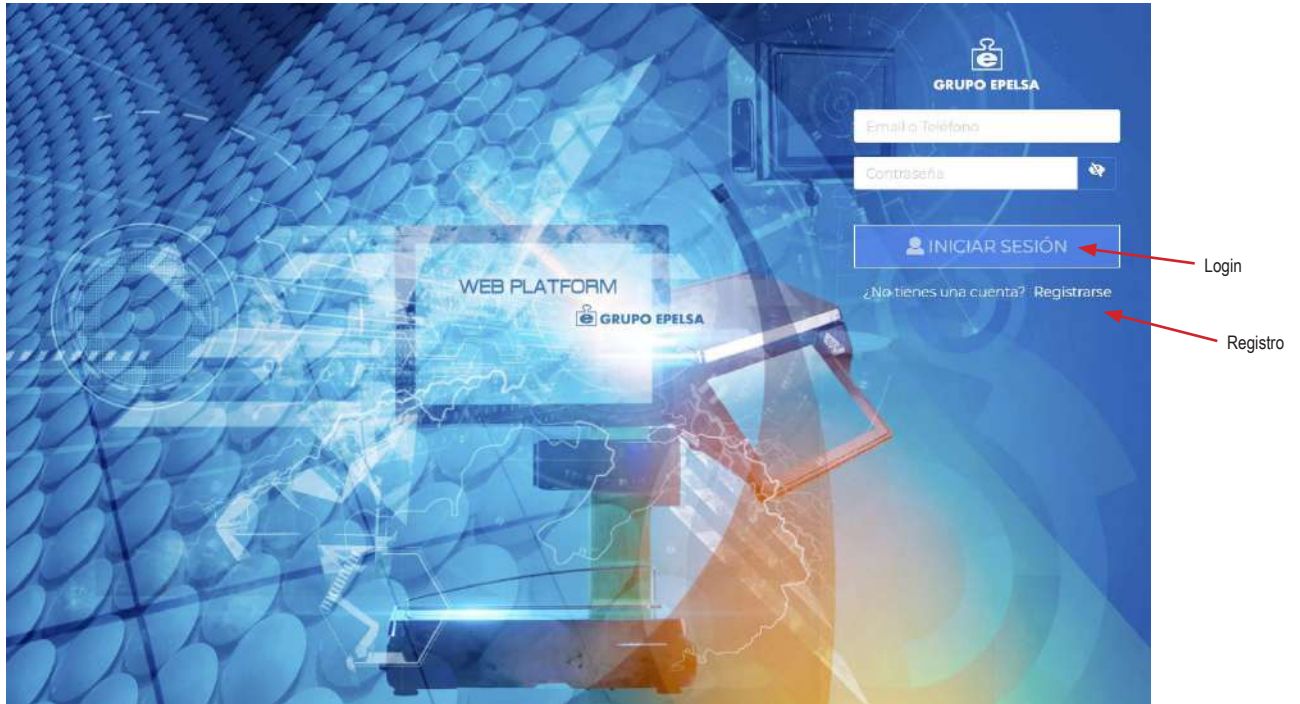 GRUPO EPELSA
Email o Teléfono
Contraseña
INICIAR SESIÓN
Login
¿No tienes una cuenta? Registrarse
Registro
WEB PLATFORM
e GRUPO EPELSA